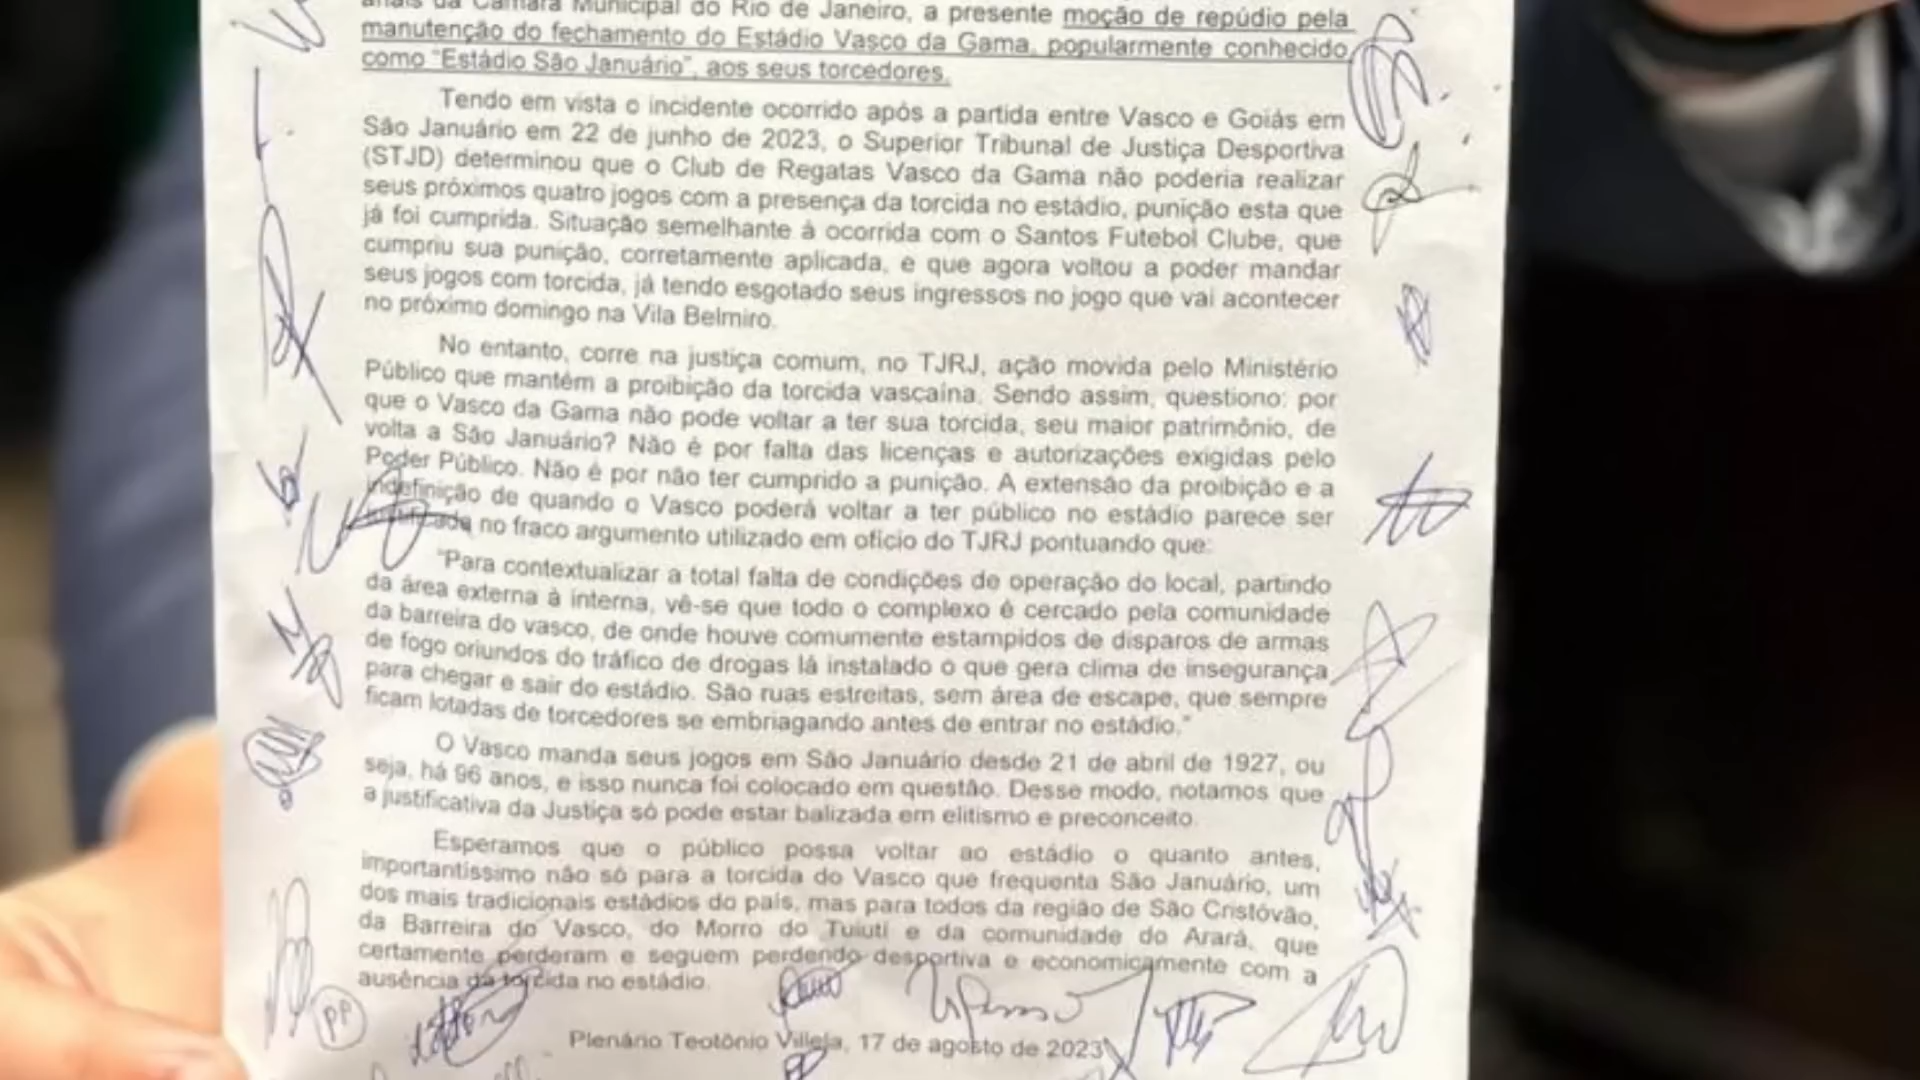 anais da Câmara Municipal do Rio de Janeiro, a presente moção de repúdio pela
manutenção do fechamento do Estádio Vasco da Gama, popularmente conhecido
como "Estádio São Januário", aos seus torcedores.
Tendo em vista o incidente ocorrido após a partida entre Vasco e Goiás em
São Januário em 22 de junho de 2023, o Superior Tribunal de Justiça Desportiva
(STJD) determinou que o Club de Regatas Vasco da Gama não poderia realizar
seus próximos quatro jogos com a presença da torcida no estádio, punição esta que
já foi cumprida. Situação semelhante à ocorrida com o Santos Futebol Clube, que
cumpriu sua punição, corretamente aplicada, e que agora voltou a poder mandar
seus jogos com torcida, já tendo esgotado seus ingressos no jogo que vai acontecer
no próximo domingo na Vila Belmiro.
No entanto, corre na justiça comum, no TJRJ, ação movida pelo Ministério
Público que mantém a proibição da torcida vascaína. Sendo assim, questiono: por
que o Vasco da Gama não pode voltar a ter sua torcida, seu maior patrimônio, de
volta a São Januário? Não é por falta das licenças e autorizações exigidas pelo
Poder Público. Não é por não ter cumprido a punição. A extensão da proibição e a
indefinição de quando o Vasco poderá voltar a ter público no estádio parece ser
no fraco argumento utilizado em ofício do TJRJ pontuando que:
"Para contextualizar a total falta de condições de operação do local, partindo
da área externa à interna, vê-se que todo o complexo é cercado pela comunidade
da barreira do vasco, de onde houve comumente estampidos de disparos de armas
de fogo oriundos do tráfico de drogas lá instalado o que gera clima de insegurança
para chegar e sair do estádio. São ruas estreitas, sem área de escape, que sempre
ficam lotadas de torcedores se embriagando antes de entrar no estádio."
O Vasco manda seus jogos em São Januário desde 21 de abril de 1927, ou
seja, há 96 anos, e isso nunca foi colocado em questão. Desse modo, notamos que
a justificativa da Justiça só pode estar balizada em elitismo e preconceito.
Esperamos que o público possa voltar ao estádio o quanto antes,
importantíssimo não só para a torcida do Vasco que frequenta São Januário, um
dos mais tradicionais estádios do país, mas para todos da região de São Cristóvão,
da Barreira do Vasco, do Morro do Tuiutí e da comunidade do Arará, que
certamente perderam e seguem perdendo desportiva e economicamente com a
ausência da torcida no estádio.
PP
Plenário Teotônio Villela, 17 de agosto de 2023